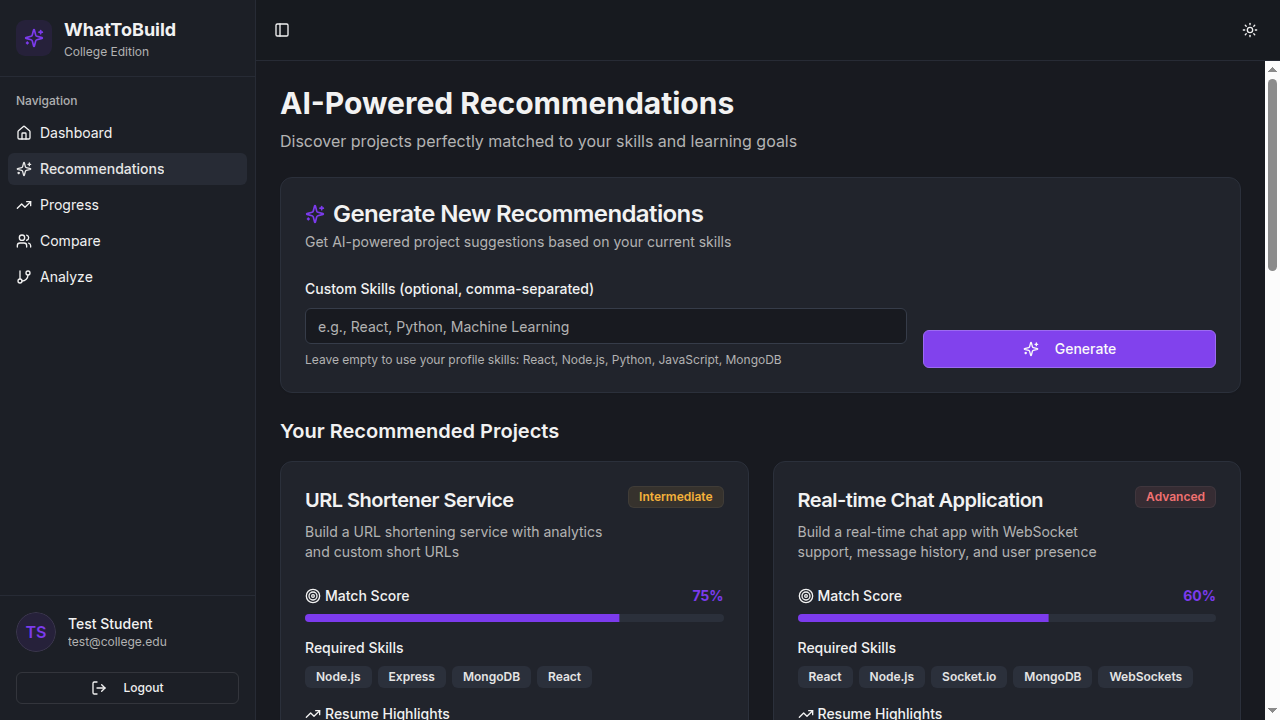 WhatToBuild
College Edition
Navigation
Dashboard
Recommendations
Progress
Compare
Analyze
TS
Test Student
test@college.edu
Logout
AI-Powered Recommendations
Discover projects perfectly matched to your skills and learning goals
Generate New Recommendations
Get AI-powered project suggestions based on your current skills
Custom Skills (optional, comma-separated)
e.g., React, Python, Machine Learning
Leave empty to use your profile skills: React, Node.js, Python, JavaScript, MongoDB
Generate
Your Recommended Projects
URL Shortener Service
Intermediate
Build a URL shortening service with analytics
and custom short URLs
Match Score 75%
Required Skills
Node.js Express MongoDB React
Resume Highlights
Real-time Chat Application
Advanced
Build a real-time chat app with WebSocket
support, message history, and user presence
Match Score 60%
Required Skills
React Node.js Socket.io MongoDB WebSockets
Resume Highlights